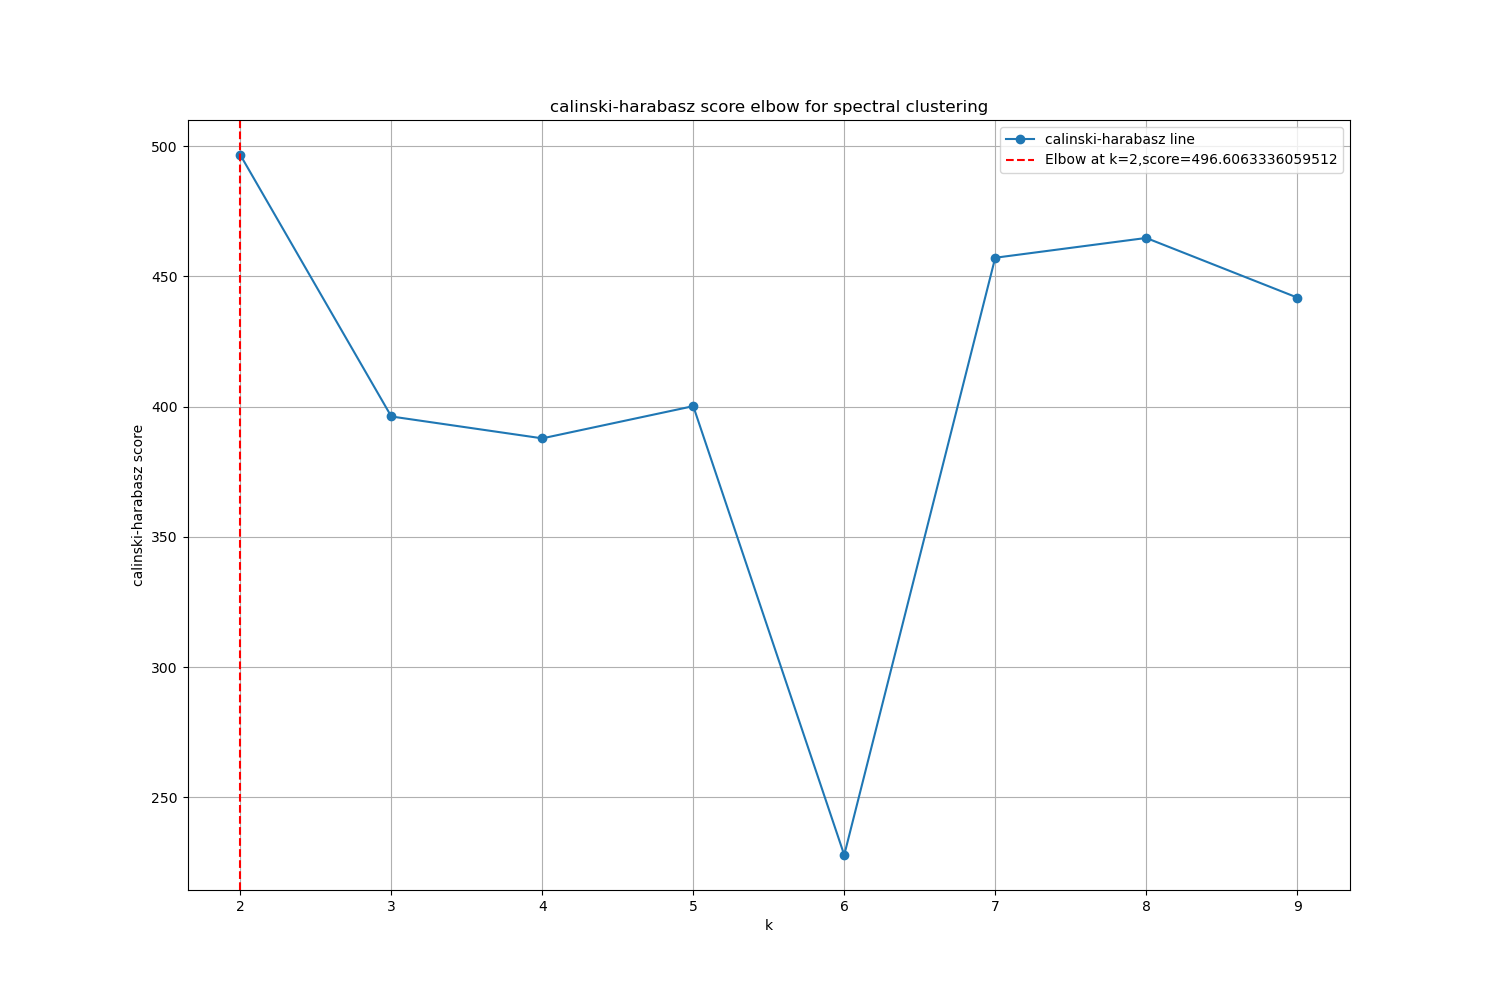 calinski-harabasz score elbow for spectral clustering
calinski-harabasz line
Elbow at k=2,score=496.6063336059512
500
450
400
350
300
250
calinski-harabasz score
2 3 4 5 6 7 8 9
k